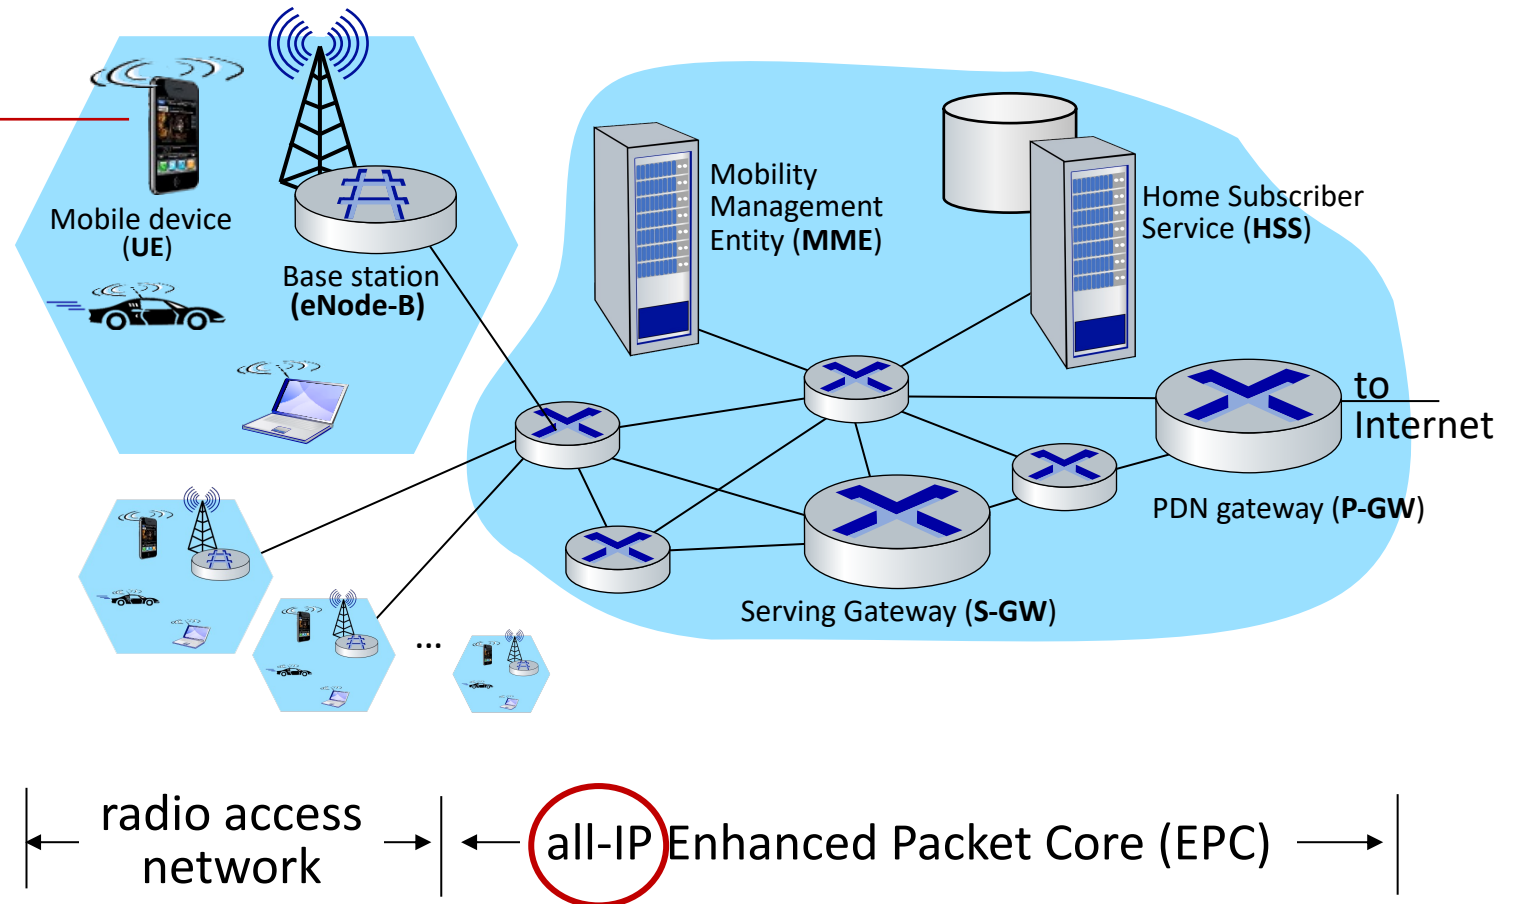 Mobile device
(UE)
Base station
(eNode-B)
Mobility
Management
Entity (MME)
Home Subscriber
Service (HSS)
to
Internet
PDN gateway (P-GW)
Serving Gateway (S-GW)
...
radio access
network
all-IP Enhanced Packet Core (EPC)